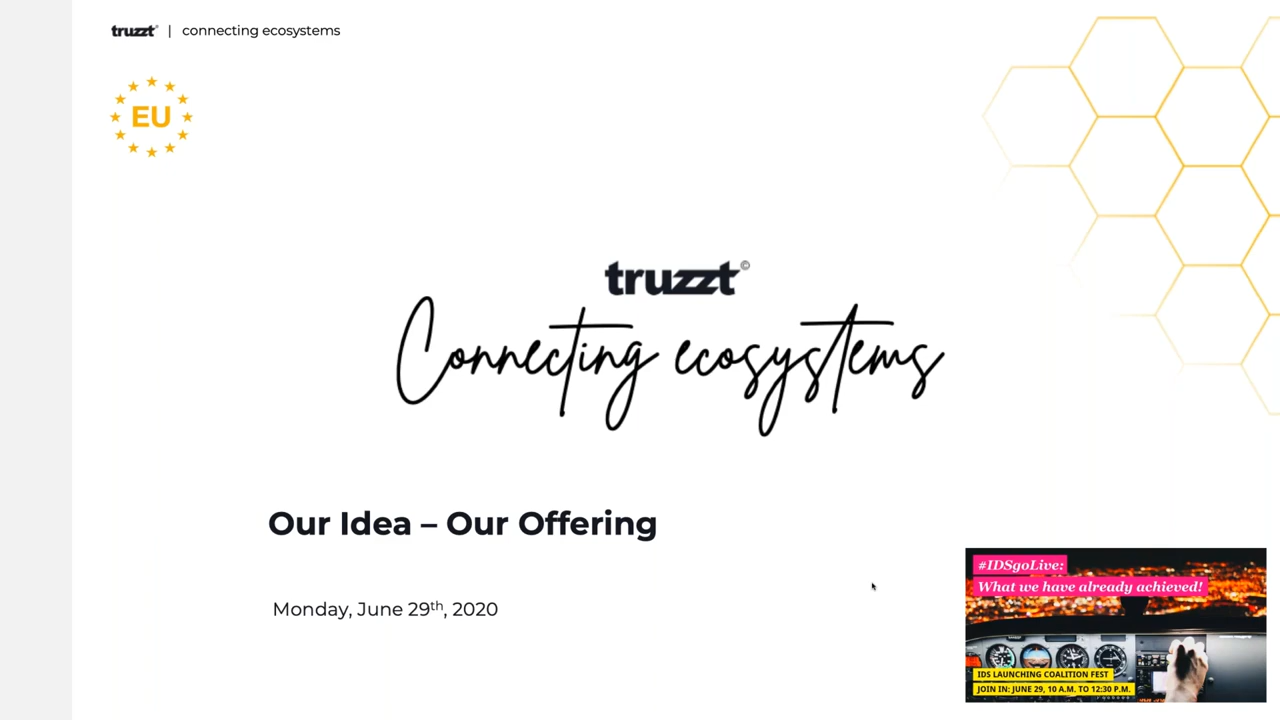 truzzt® | connecting ecosystems
EU
truzzt©
Connecting ecosystems
Our Idea – Our Offering
Monday, June 29th, 2020
#IDSgoLive:
What we have already achieved!
IDS LAUNCHING COALITION FEST
JOIN IN: JUNE 29, 10 A.M. TO 12:30 P.M.